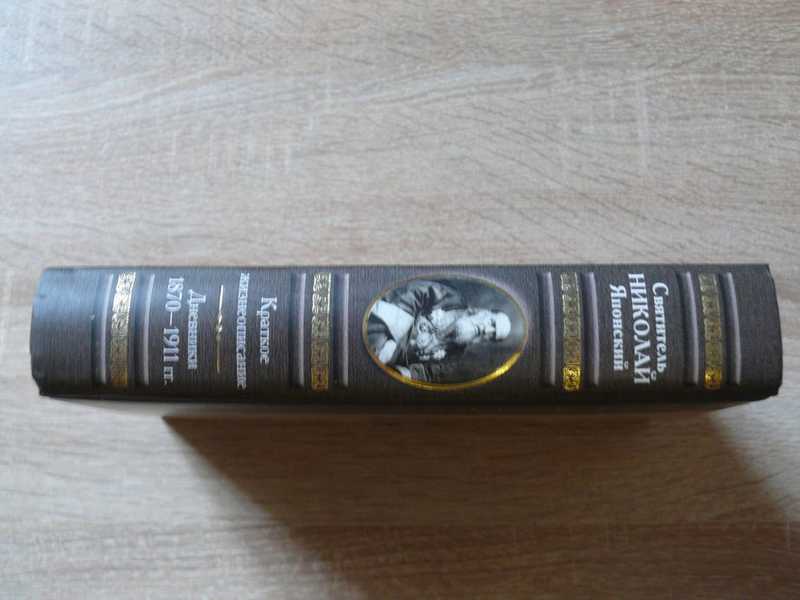 Святитель
НИКОЛАЙ
Японский
Краткое
жизнеописание
Дневники
1870–1911 гг.